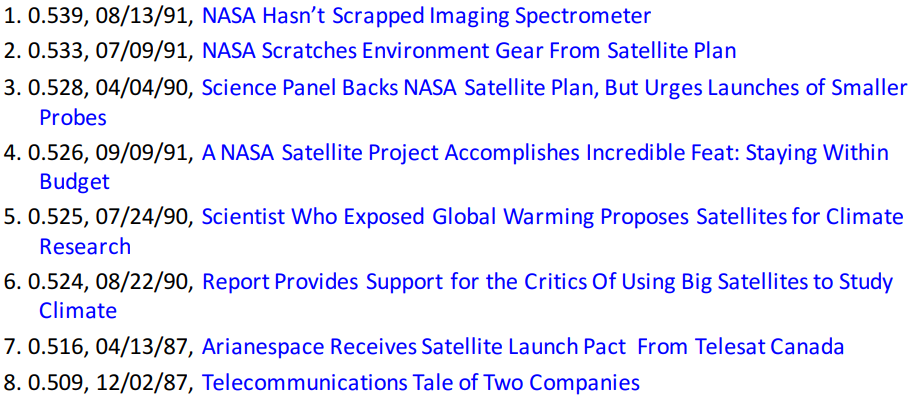 1. 0.539, 08/13/91, NASA Hasn’t Scrapped Imaging Spectrometer
2. 0.533, 07/09/91, NASA Scratches Environment Gear From Satellite Plan
3. 0.528, 04/04/90, Science Panel Backs NASA Satellite Plan, But Urges Launches of Smaller
Probes
4. 0.526, 09/09/91, A NASA Satellite Project Accomplishes Incredible Feat: Staying Within
Budget
5. 0.525, 07/24/90, Scientist Who Exposed Global Warming Proposes Satellites for Climate
Research
6. 0.524, 08/22/90, Report Provides Support for the Critics Of Using Big Satellites to Study
Climate
7. 0.516, 04/13/87, Arianespace Receives Satellite Launch Pact From Telesat Canada
8. 0.509, 12/02/87, Telecommunications Tale of Two Companies